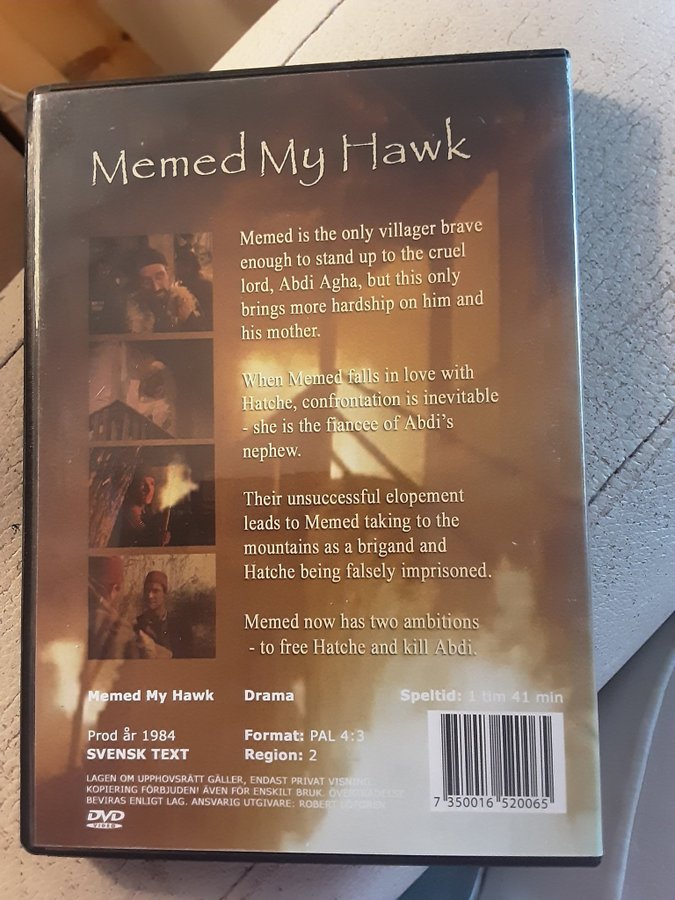 Memed My Hawk
Memed is the only villager brave
enough to stand up to the cruel
lord, Abdi Agha, but this only
brings more hardship on him and
his mother.
When Memed falls in love with
Hatche, confrontation is inevitable
- she is the fiancee of Abdi's
nephew.
Their unsuccessful elopement
leads to Memed taking to the
mountains as a brigand and
Hatche being falsely imprisoned.
Memed now has two ambitions
- to free Hatche and kill Abdi.
Memed My Hawk Drama Speltid: 1 tim 41 min
Prod år 1984 Format: PAL 4:3
SVENSK TEXT Region: 2
LAGEN OM UPPHOVSRÄTT GÄLLER, ENDAST PRIVAT VISNING
KOPIERING FÖRBJUDEN! ÄVEN FÖR ENSKILT BRUK. ÖVERTRÄDELSE
BEVIRAS ENLIGT LAG. ANSVARIG UTGIVARE: ROBERT
DVD
VIDEO
7 350016 520065